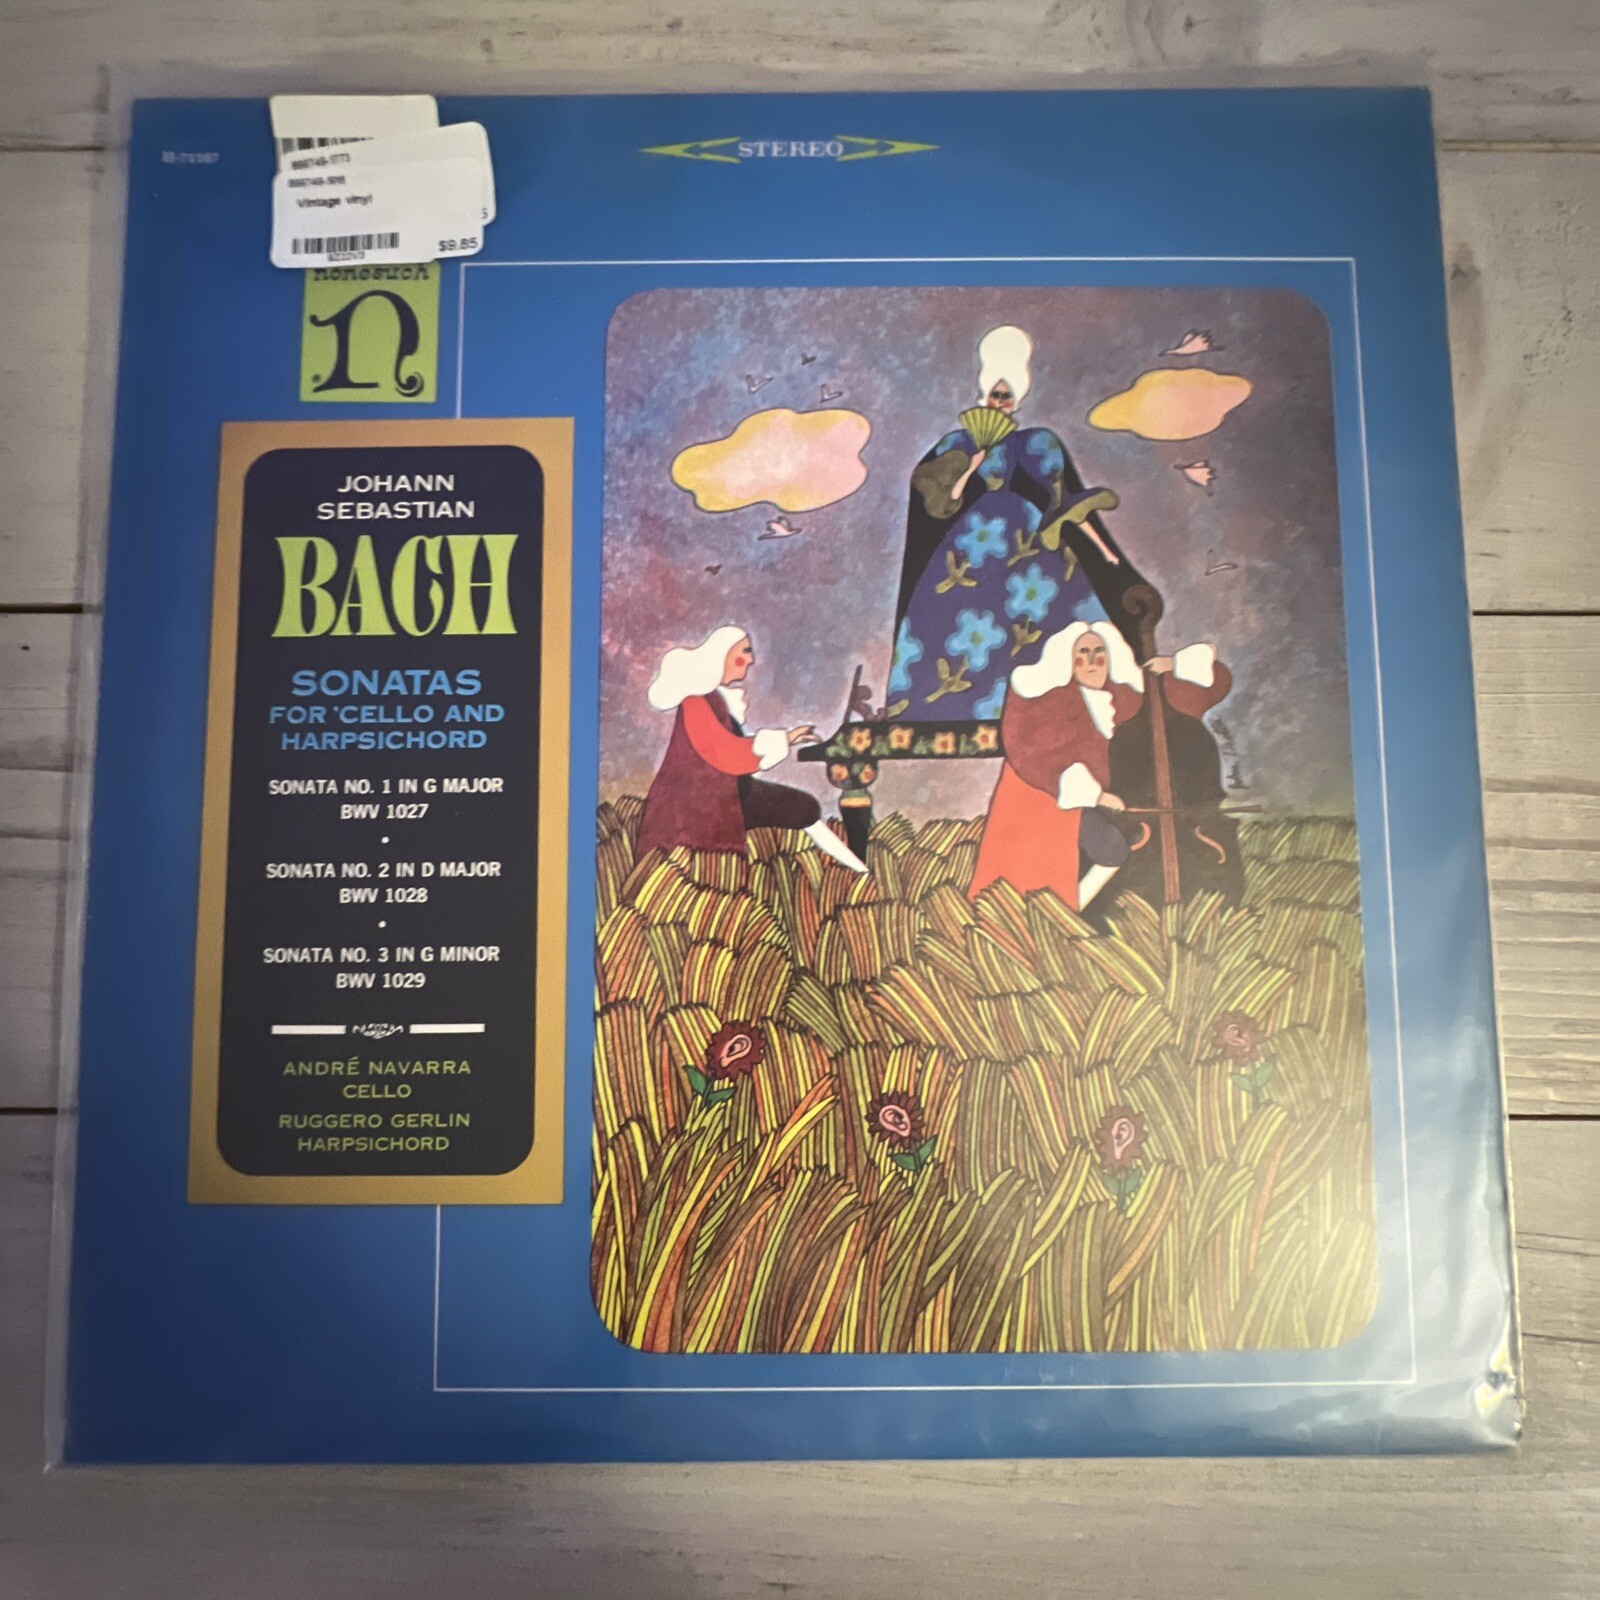 STEREO
Vintage vinyl
$9.85
nonesuch
n
JOHANN
SEBASTIAN
BACH
SONATAS
FOR 'CELLO AND
HARPSICHORD
SONATA NO. 1 IN G MAJOR
BWV 1027
•
SONATA NO. 2 IN D MAJOR
BWV 1028
•
SONATA NO. 3 IN G MINOR
BWV 1029
ANDRÉ NAVARRA
CELLO
RUGGERO GERLIN
HARPSICHORD